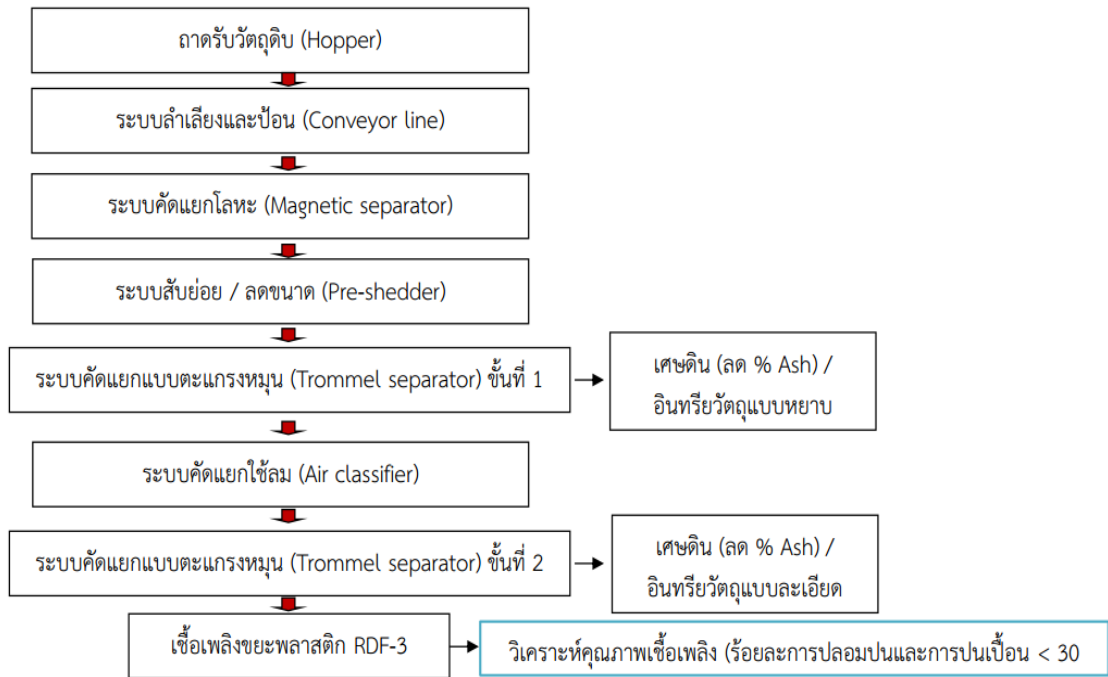 ถาดรับวัตถุดิบ (Hopper)
ระบบลำเลียงและป้อน (Conveyor line)
ระบบคัดแยกโลหะ (Magnetic separator)
ระบบสับย่อย / ลดขนาด (Pre-shedder)
ระบบคัดแยกแบบตะแกรงหมุน (Trommel separator) ขั้นที่ 1
เศษดิน (ลด % Ash) /
อินทรียวัตถุแบบหยาบ
ระบบคัดแยกใช้ลม (Air classifier)
ระบบคัดแยกแบบตะแกรงหมุน (Trommel separator) ขั้นที่ 2
เศษดิน (ลด % Ash) /
อินทรียวัตถุแบบละเอียด
เชื้อเพลิงขยะพลาสติก RDF-3
วิเคราะห์คุณภาพเชื้อเพลิง (ร้อยละการปลอมปนและการปนเปื้อน < 30